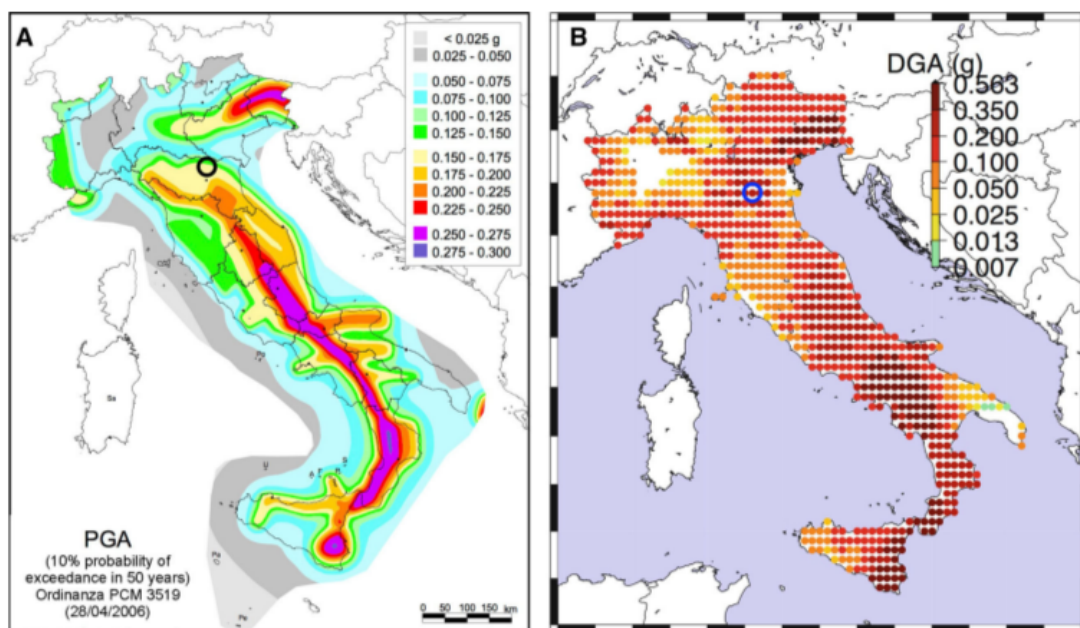 A
< 0.025 g
0.025 - 0.050
0.050 - 0.075
0.075 - 0.100
0.100 - 0.125
0.125 - 0.150
0.150 - 0.175
0.175 - 0.200
0.200 - 0.225
0.225 - 0.250
0.250 - 0.275
0.275 - 0.300
PGA
(10% probability of
exceedance in 50 years)
Ordinanza PCM 3519
(28/04/2006)
0 50 100 150 km
B
DGA (g)
0.563
0.350
0.200
0.100
0.050
0.025
0.013
0.007